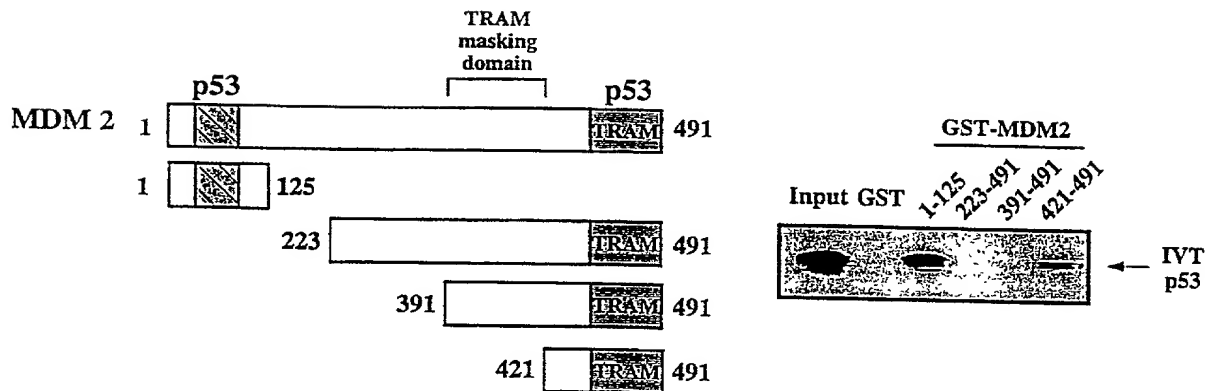 TRAM
masking
domain
p53 p53
MDM 2 1 TRAM 491
1 125
223 TRAM 491
391 TRAM 491
421 TRAM 491
GST-MDM2
Input GST 1-125 223-491 391-491 421-491
IVT
p53